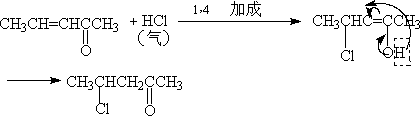 CH₃CH=CHCCH₃ + HCl 1,4 加成 CH₃CHCH=CCH₃
O (气) Cl OH
CH₃CHCH₂CCH₃
Cl O